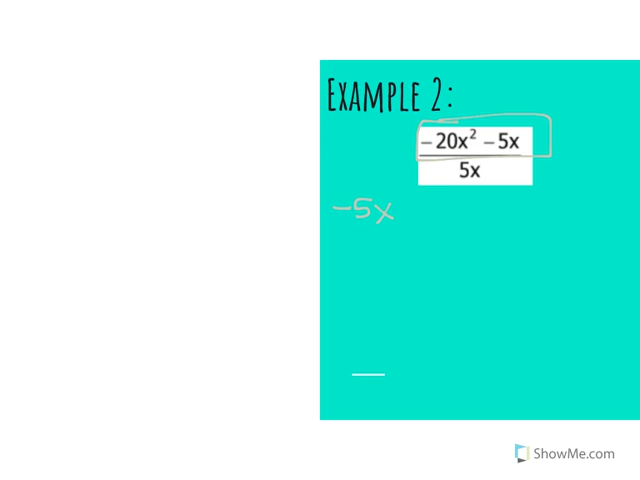 Example 2:
– 20x² – 5x
5x
–5x
ShowMe.com